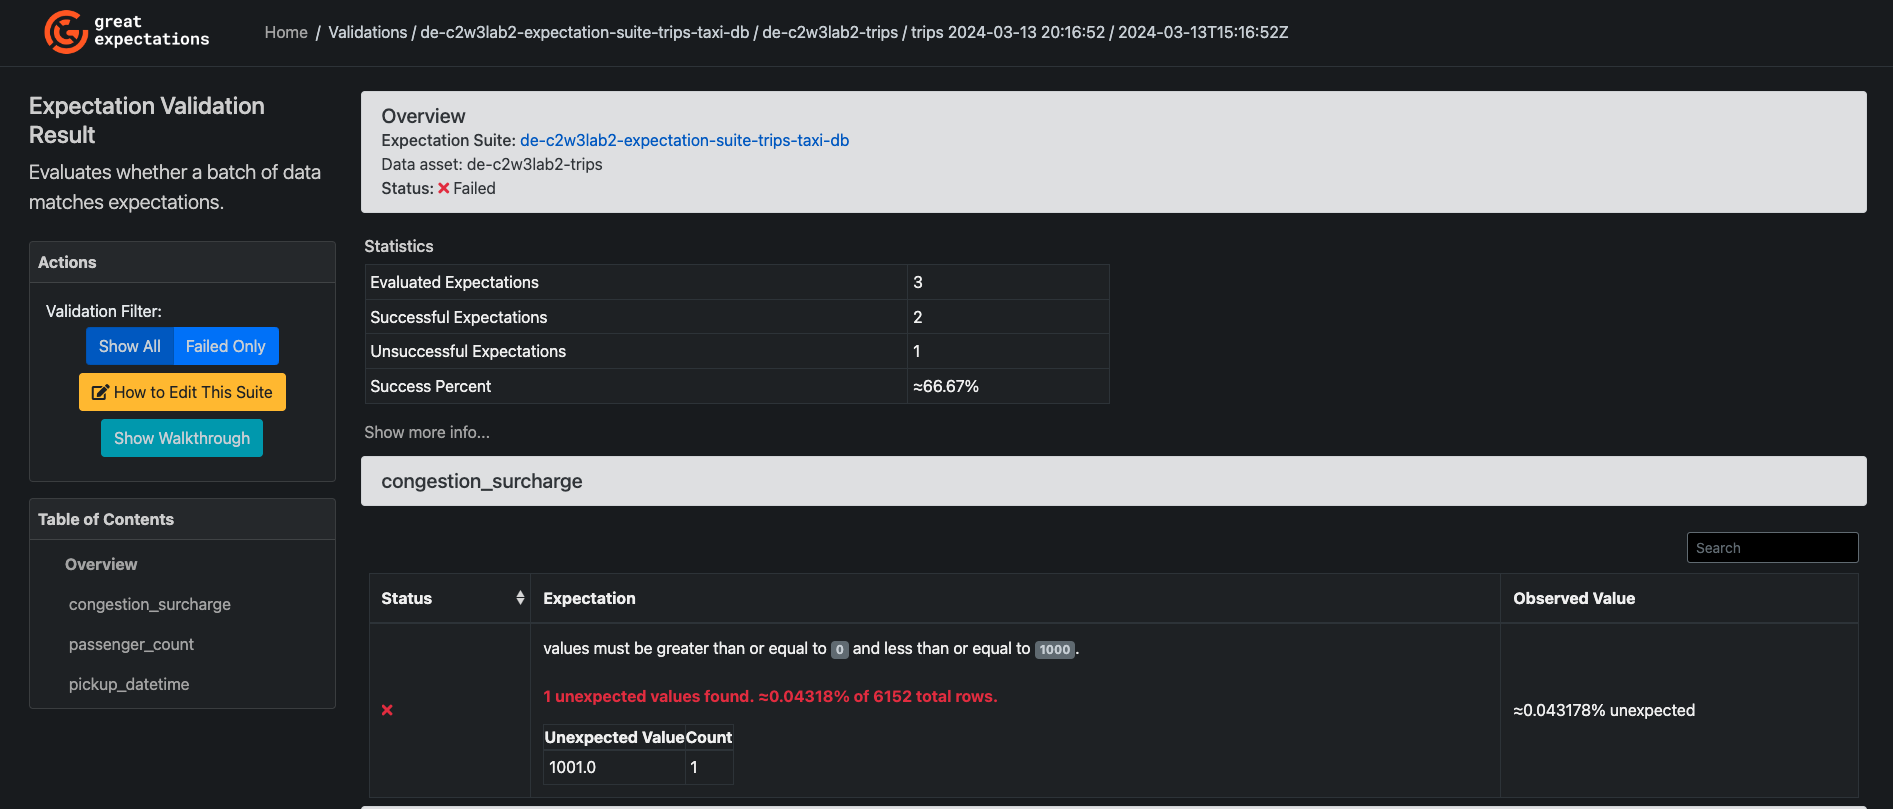 great
expectations
Home / Validations / de-c2w3lab2-expectation-suite-trips-taxi-db / de-c2w3lab2-trips / trips 2024-03-13 20:16:52 / 2024-03-13T15:16:52Z
Expectation Validation
Result
Evaluates whether a batch of data
matches expectations.
Actions
Validation Filter:
Show All Failed Only
How to Edit This Suite
Show Walkthrough
Table of Contents
Overview
congestion_surcharge
passenger_count
pickup_datetime
Overview
Expectation Suite: de-c2w3lab2-expectation-suite-trips-taxi-db
Data asset: de-c2w3lab2-trips
Status: ✖ Failed
Statistics
Evaluated Expectations 3
Successful Expectations 2
Unsuccessful Expectations 1
Success Percent ≈66.67%
Show more info...
congestion_surcharge
Search
Status Expectation Observed Value
values must be greater than or equal to 0 and less than or equal to 1000.
1 unexpected values found. ≈0.04318% of 6152 total rows.
≈0.043178% unexpected
Unexpected Value Count
1001.0 1